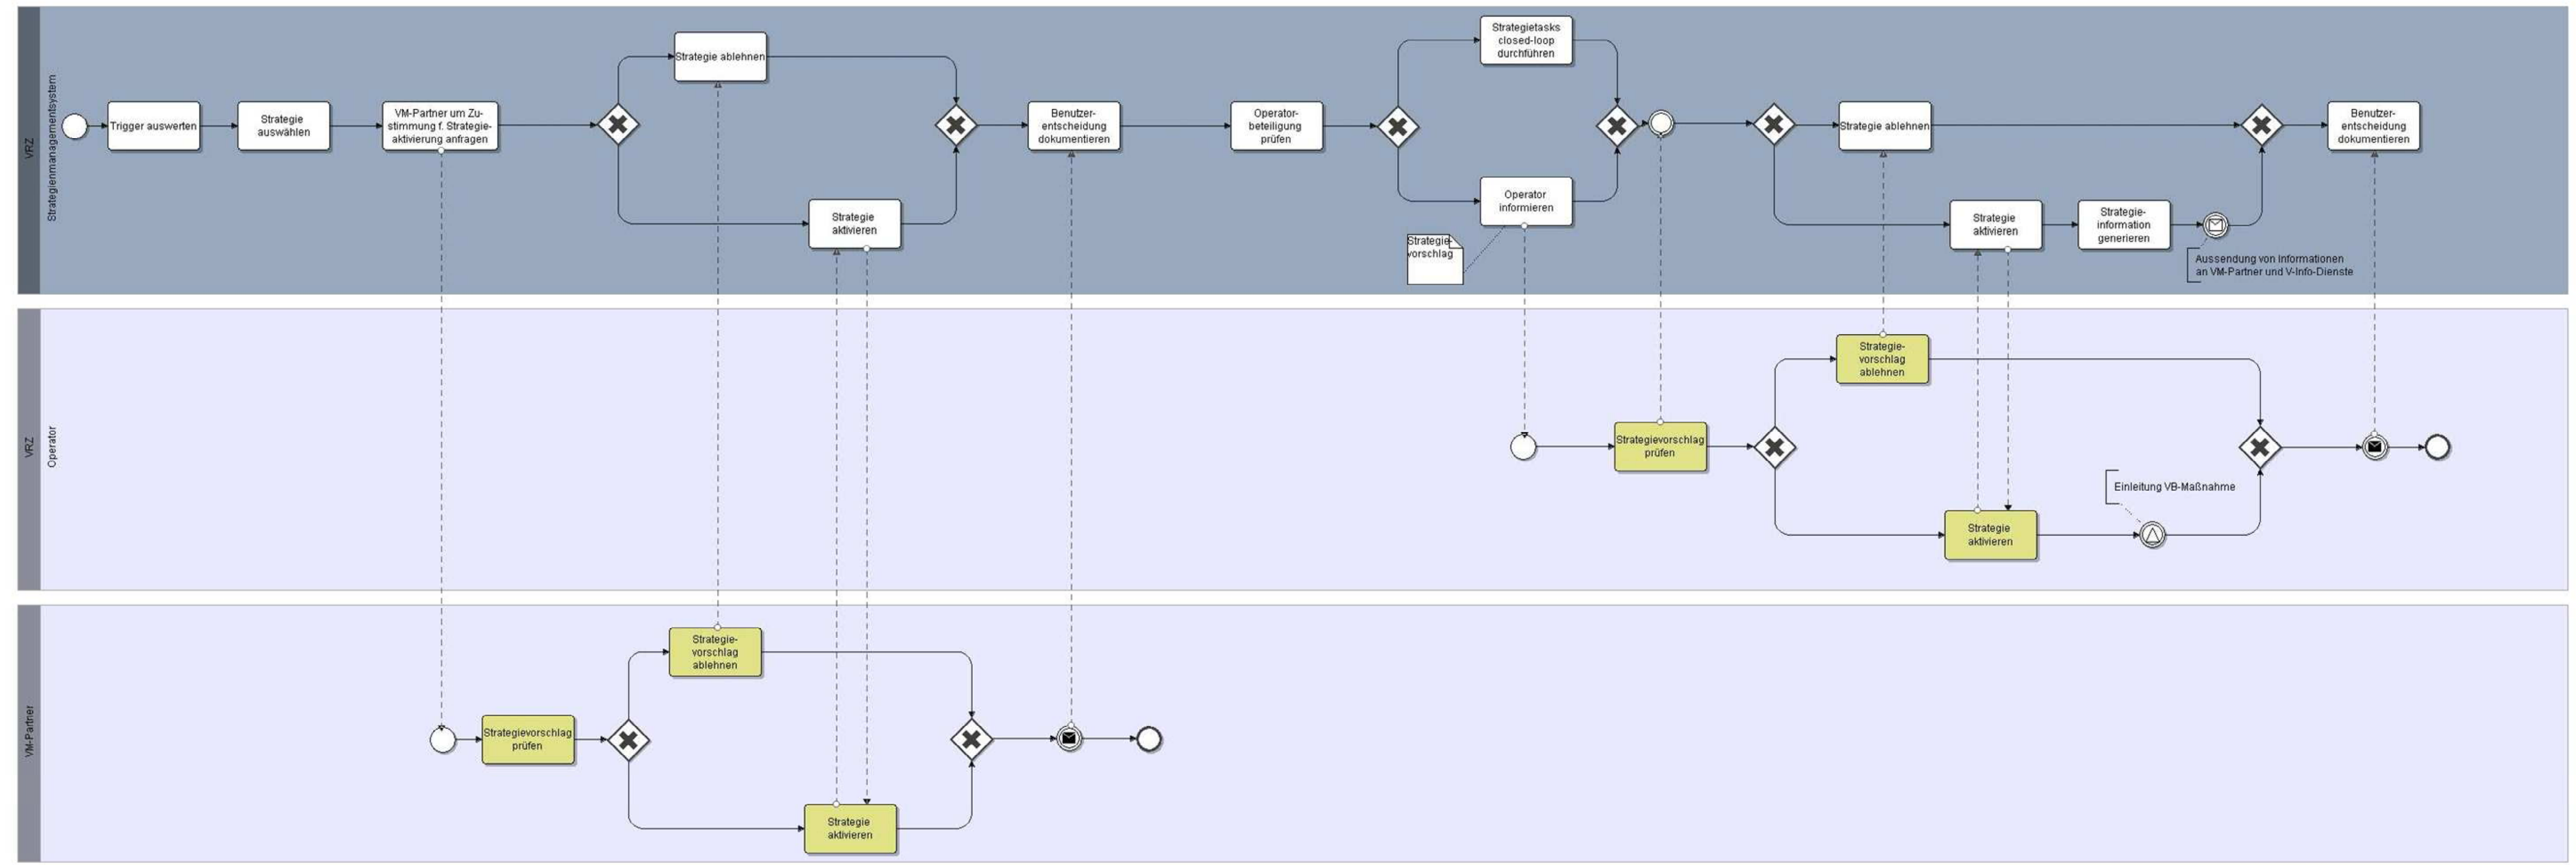 VRZ
Strategienmanagementsystem
Trigger auswerten
Strategie
auswählen
VM-Partner um Zu-
stimmung f. Strategie-
aktivierung anfragen
Strategie ablehnen
Strategie
aktivieren
Benutzer-
entscheidung
dokumentieren
Operator-
beteiligung
prüfen
Strategietasks
closed-loop
durchführen
Operator
informieren
Strategie-
vorschlag
Strategie ablehnen
Strategie
aktivieren
Strategie-
information
generieren
Aussendung von Informationen
an VM-Partner und V-Info-Dienste
Benutzer-
entscheidung
dokumentieren
VRZ
Operator
Strategievorschlag
prüfen
Strategie-
vorschlag
ablehnen
Strategie
aktivieren
Einleitung VB-Maßnahme
VM-Partner
Strategievorschlag
prüfen
Strategie-
vorschlag
ablehnen
Strategie
aktivieren